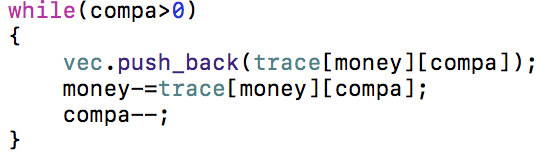 while(compa>0)
{
    vec.push_back(trace[money][compa]);
    money-=trace[money][compa];
    compa--;
}